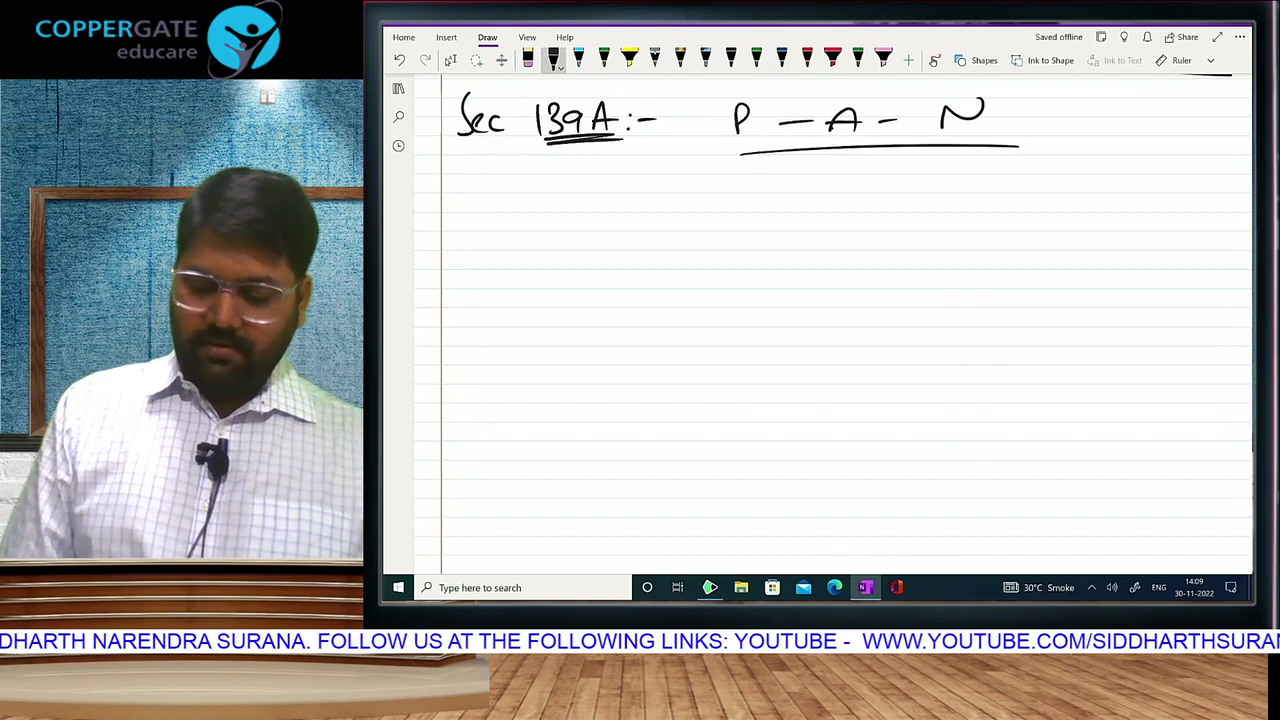 COPPERGATE
educare
Home Insert Draw View Help
Saved offline
Share
Shapes
Ink to Shape
Ink to Text
Ruler
Sec 139A:- P - A - N
Type here to search
30°C Smoke
ENG
14:09
30-11-2022
DHARTH NARENDRA SURANA. FOLLOW US AT THE FOLLOWING LINKS: YOUTUBE - WWW.YOUTUBE.COM/SIDDHARTHSURAN